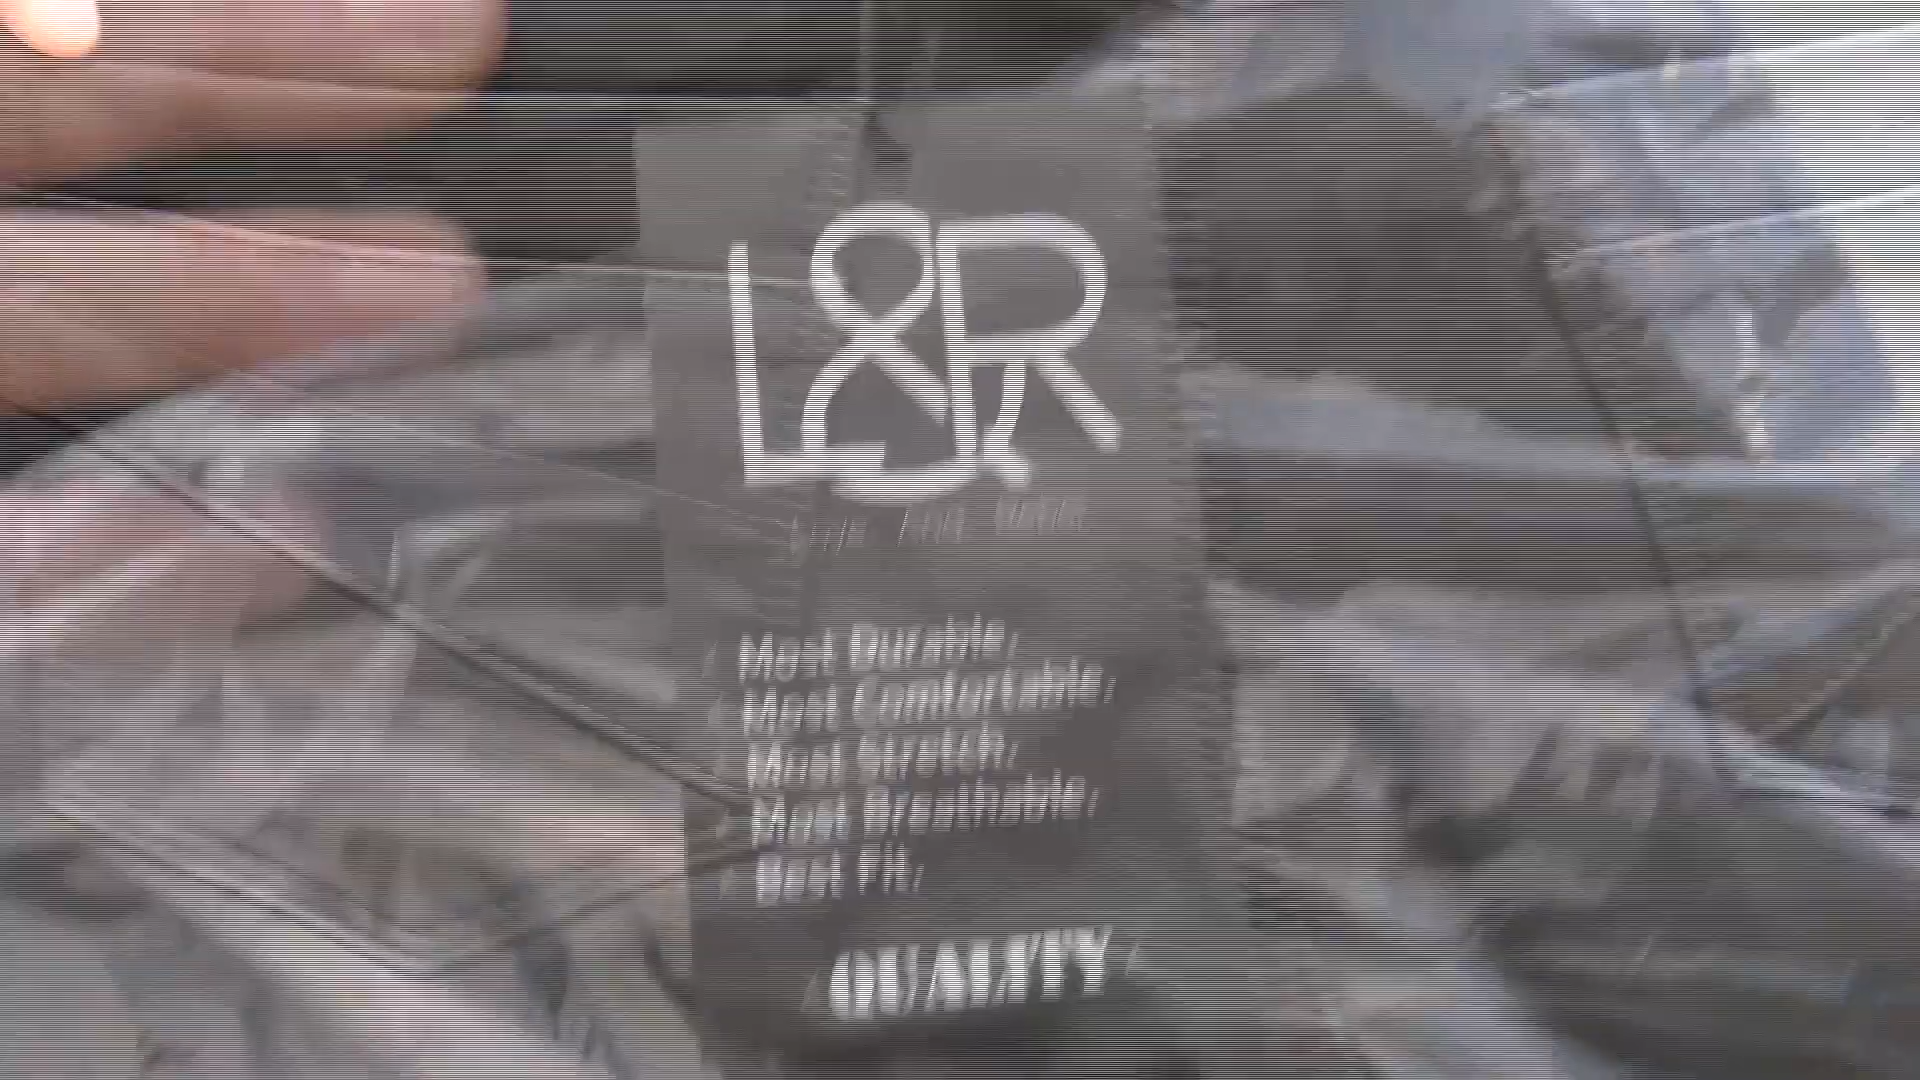 L&R
Most Durable,
Most Comfortable,
Most Stretch,
Most Breathable,
Best Fit,
QUALITY